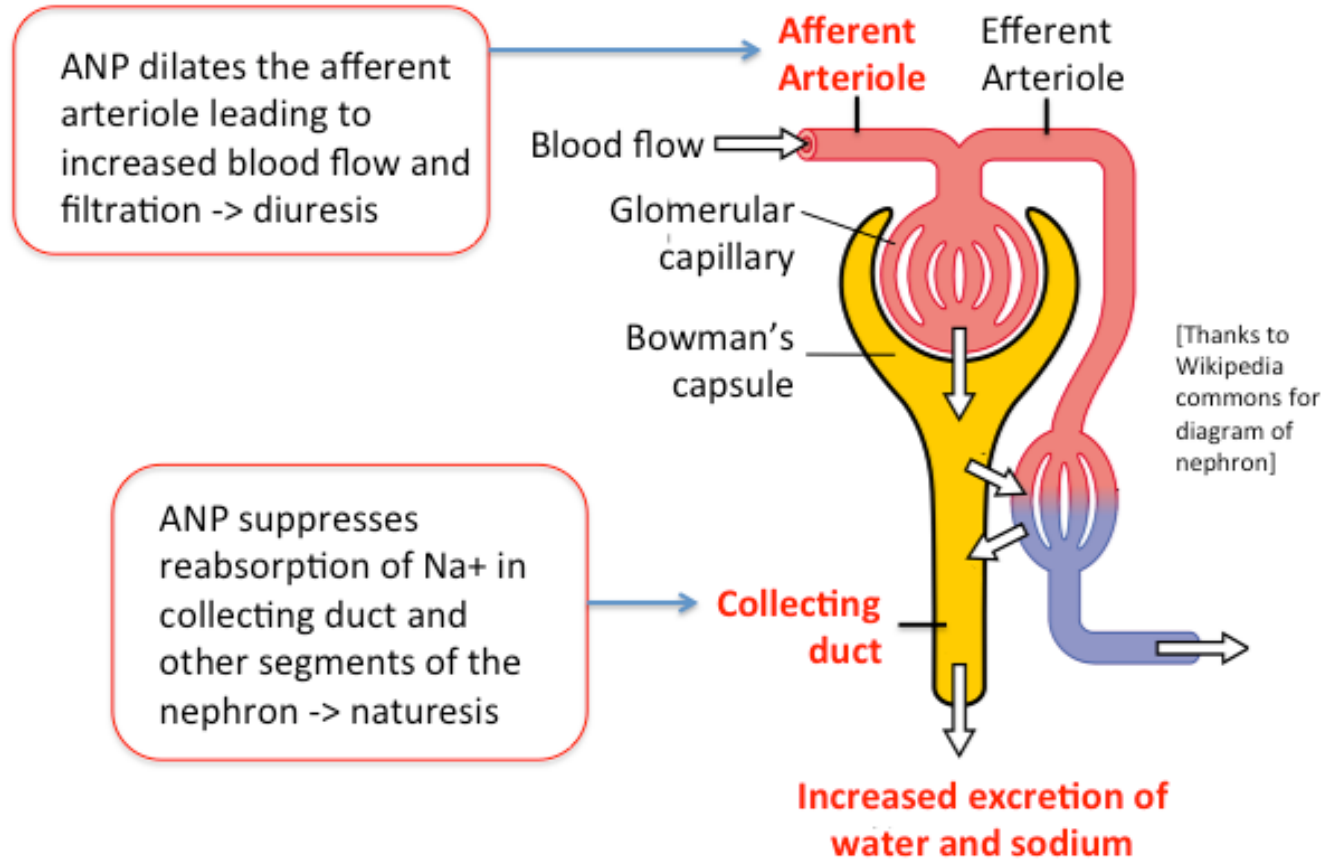 ANP dilates the afferent
arteriole leading to
increased blood flow and
filtration -> diuresis
Afferent
Arteriole
Efferent
Arteriole
Blood flow
Glomerular
capillary
Bowman's
capsule
[Thanks to
Wikipedia
commons for
diagram of
nephron]
ANP suppresses
reabsorption of Na+ in
collecting duct and
other segments of the
nephron -> naturesis
Collecting
duct
Increased excretion of
water and sodium